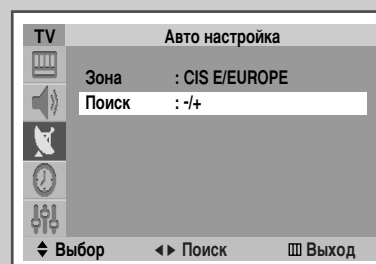 TV Авто настройка
Зона : CIS E/EUROPE
Поиск : -/+
Выбор Поиск Выход